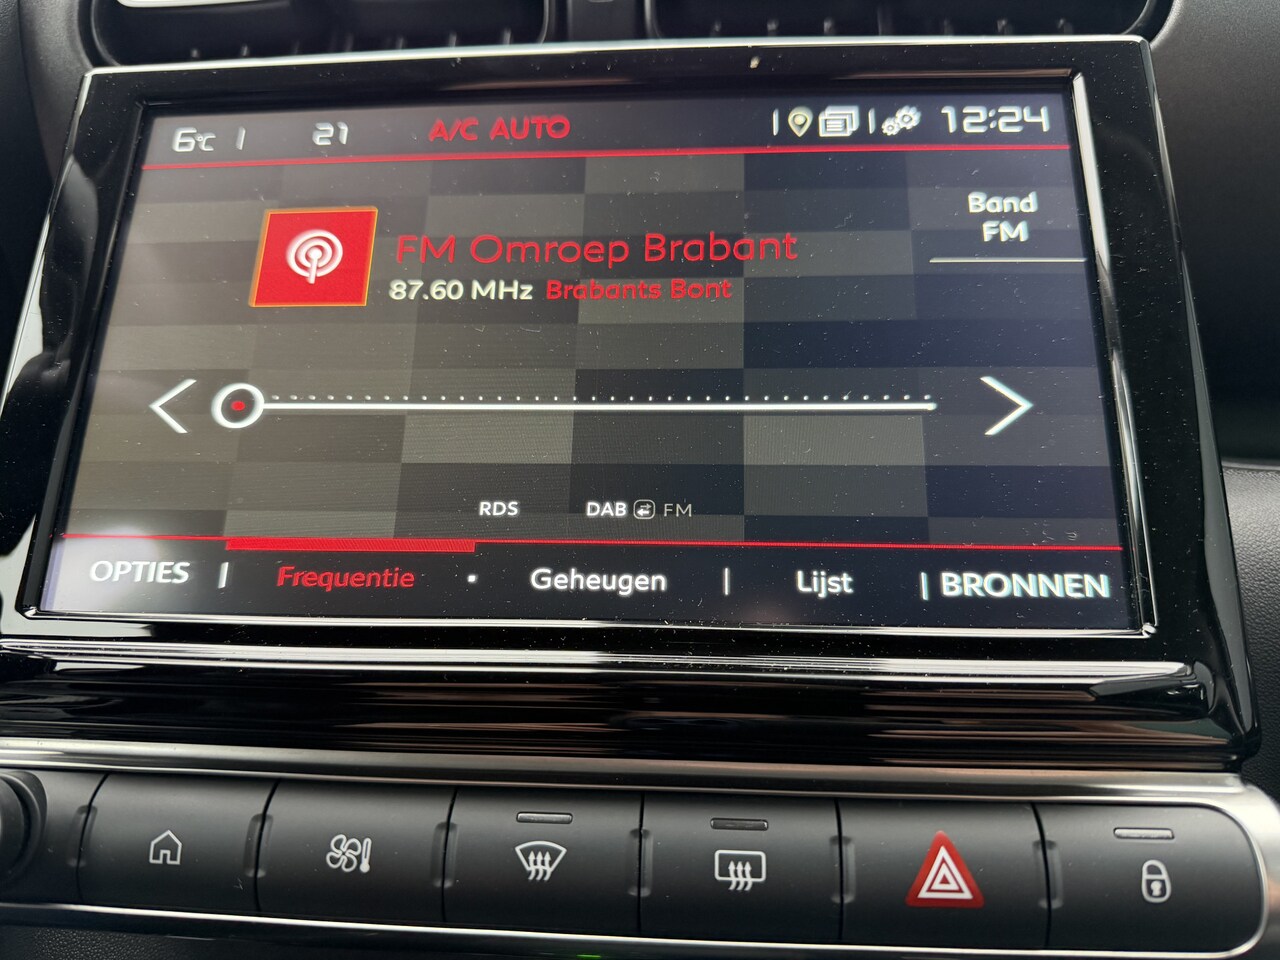 6°C | 21 A/C AUTO 12:24
Band
FM
FM Omroep Brabant
87.60 MHz Brabants Bont
RDS DAB FM
OPTIES | Frequentie • Geheugen | Lijst | BRONNEN